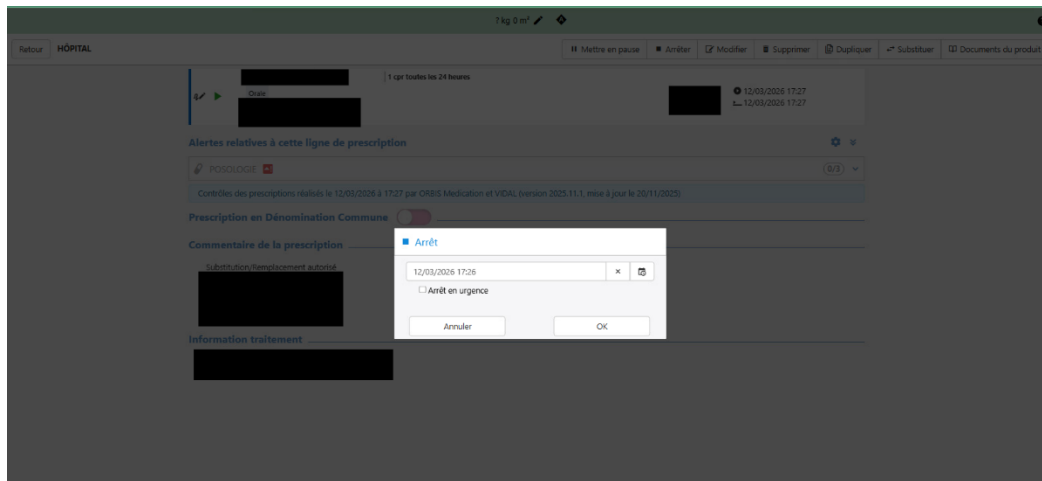 ? kg 0 m²
Retour HÔPITAL Mettre en pause Arrêter Modifier Supprimer Dupliquer Substituer Documents du produit
1 cpr toutes les 24 heures
Orale
12/03/2026 17:27
12/03/2026 17:27
Alertes relatives à cette ligne de prescription
POSOLOGIE (0/3)
Contrôles des prescriptions réalisés le 12/03/2026 à 17:27 par ORBIS Medication et VIDAL (version 2025.11.1, mise à jour le 20/11/2025)
Prescription en Dénomination Commune
Arrêt
Commentaire de la prescription
12/03/2026 17:26
Substitution/Remplacement autorisé
Arrêt en urgence
Annuler OK
Information traitement